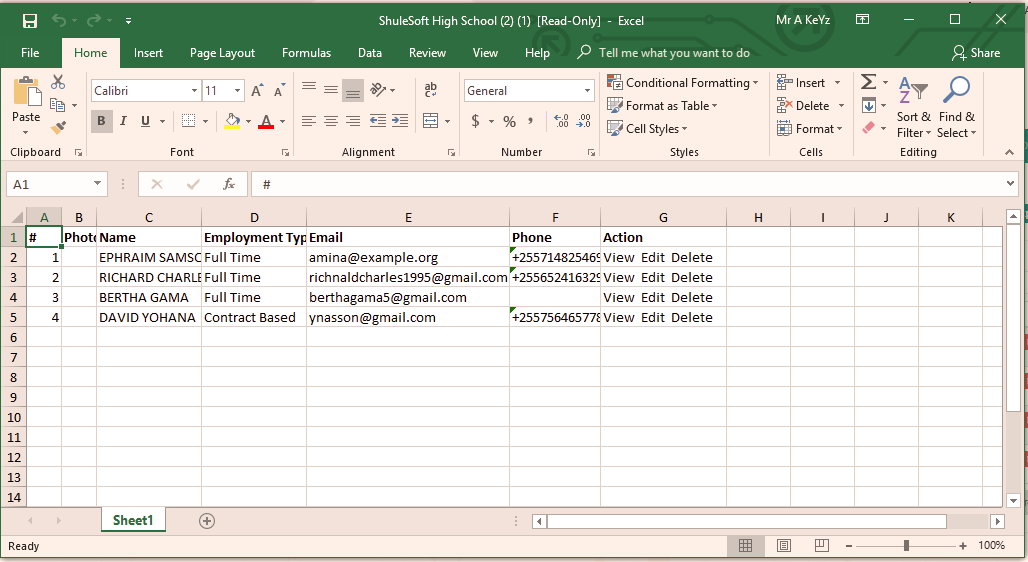 ShuleSoft High School (2) (1) [Read-Only] - Excel Mr A KeYz
File Home Insert Page Layout Formulas Data Review View Help Tell me what you want to do Share
Calibri 11 General Conditional Formatting Insert
Paste B I U A ab $ % , Format as Table Delete Sort & Find &
Cell Styles Format Filter Select
Clipboard Font Alignment Number Styles Cells Editing
A1 fx #
A B C D E F G H I J K
1 # Photo Name Employment Typ Email Phone Action
2 1 EPHRAIM SAMSO Full Time amina@example.org +255714825469 View Edit Delete
3 2 RICHARD CHARLE Full Time richnaldcharles1995@gmail.com +255652416329 View Edit Delete
4 3 BERTHA GAMA Full Time berthagama5@gmail.com View Edit Delete
5 4 DAVID YOHANA Contract Based ynasson@gmail.com +255756465778 View Edit Delete
6
7
8
9
10
11
12
13
14
Sheet1
Ready 100%